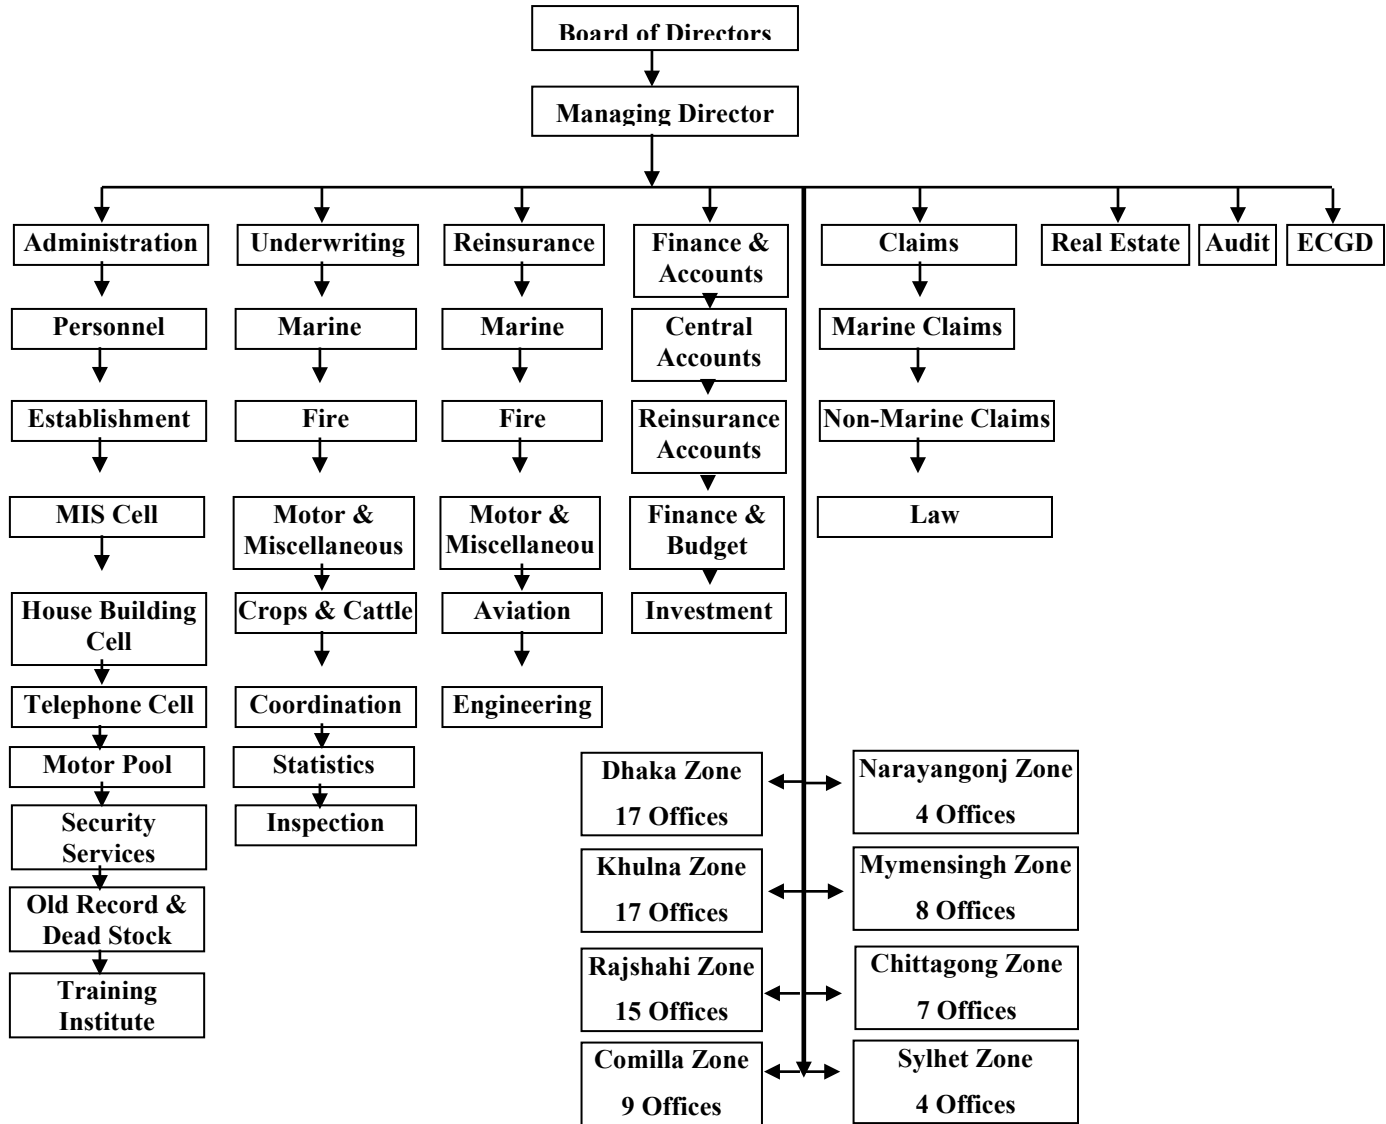 Board of Directors
Managing Director
Administration
Underwriting
Reinsurance
Finance &
Accounts
Claims
Real Estate
Audit
ECGD
Personnel
Marine
Marine
Central
Accounts
Marine Claims
Establishment
Fire
Fire
Reinsurance
Accounts
Non-Marine Claims
MIS Cell
Motor &
Miscellaneous
Motor &
Miscellaneou
Finance &
Budget
Law
House Building
Cell
Crops & Cattle
Aviation
Investment
Telephone Cell
Coordination
Engineering
Motor Pool
Statistics
Security
Services
Inspection
Old Record &
Dead Stock
Training
Institute
Dhaka Zone
17 Offices
Narayangonj Zone
4 Offices
Khulna Zone
17 Offices
Mymensingh Zone
8 Offices
Rajshahi Zone
15 Offices
Chittagong Zone
7 Offices
Comilla Zone
9 Offices
Sylhet Zone
4 Offices